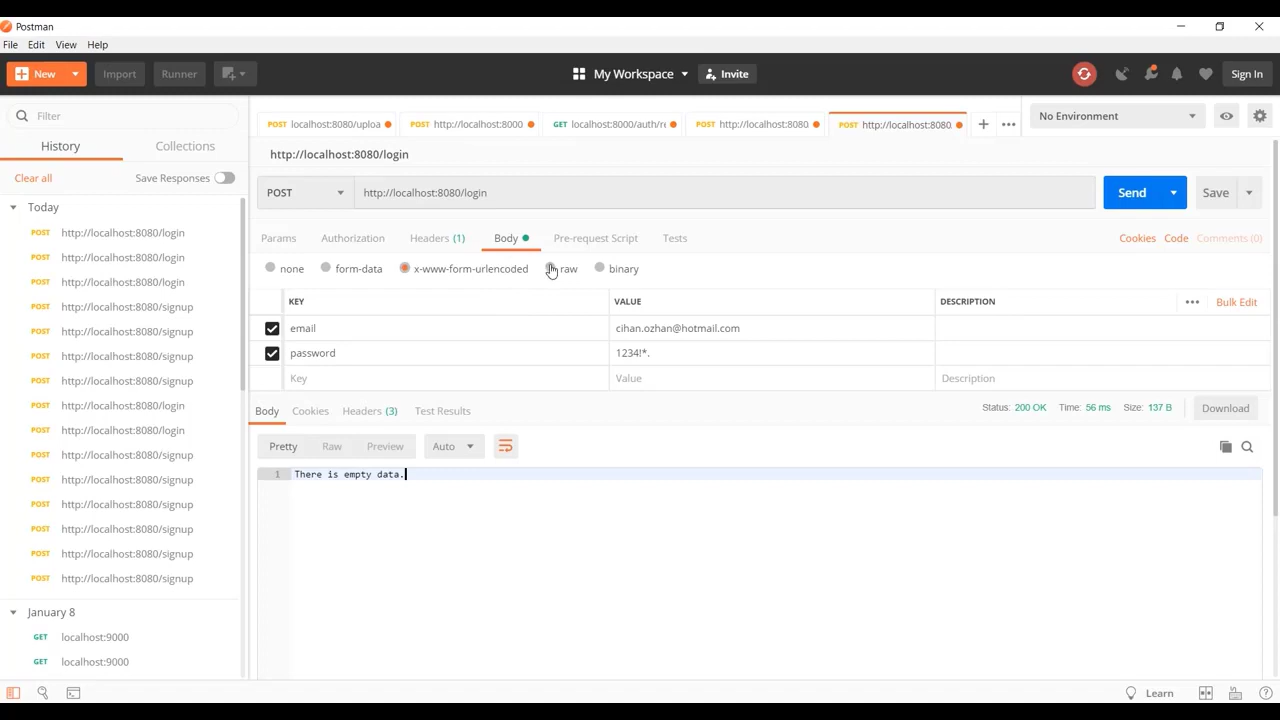 Postman
File Edit View Help
New Import Runner My Workspace Invite Sign In
Filter
History Collections
Clear all Save Responses
Today
POST http://localhost:8080/login
POST http://localhost:8080/login
POST http://localhost:8080/login
POST http://localhost:8080/signup
POST http://localhost:8080/signup
POST http://localhost:8080/signup
POST http://localhost:8080/signup
POST http://localhost:8080/login
POST http://localhost:8080/login
POST http://localhost:8080/signup
POST http://localhost:8080/signup
POST http://localhost:8080/signup
POST http://localhost:8080/signup
POST http://localhost:8080/signup
POST http://localhost:8080/signup
January 8
GET localhost:9000
GET localhost:9000
POST localhost:8080/uploa POST http://localhost:8000 GET localhost:8000/auth/re POST http://localhost:8080 POST http://localhost:8080 + ••• No Environment
http://localhost:8080/login
POST http://localhost:8080/login Send Save
Params Authorization Headers (1) Body Pre-request Script Tests Cookies Code Comments (0)
none form-data x-www-form-urlencoded raw binary
KEY VALUE DESCRIPTION ••• Bulk Edit
email cihan.ozhan@hotmail.com
password 1234!*.
Key Value Description
Body Cookies Headers (3) Test Results Status: 200 OK Time: 56 ms Size: 137 B Download
Pretty Raw Preview Auto
1 There is empty data.
Learn